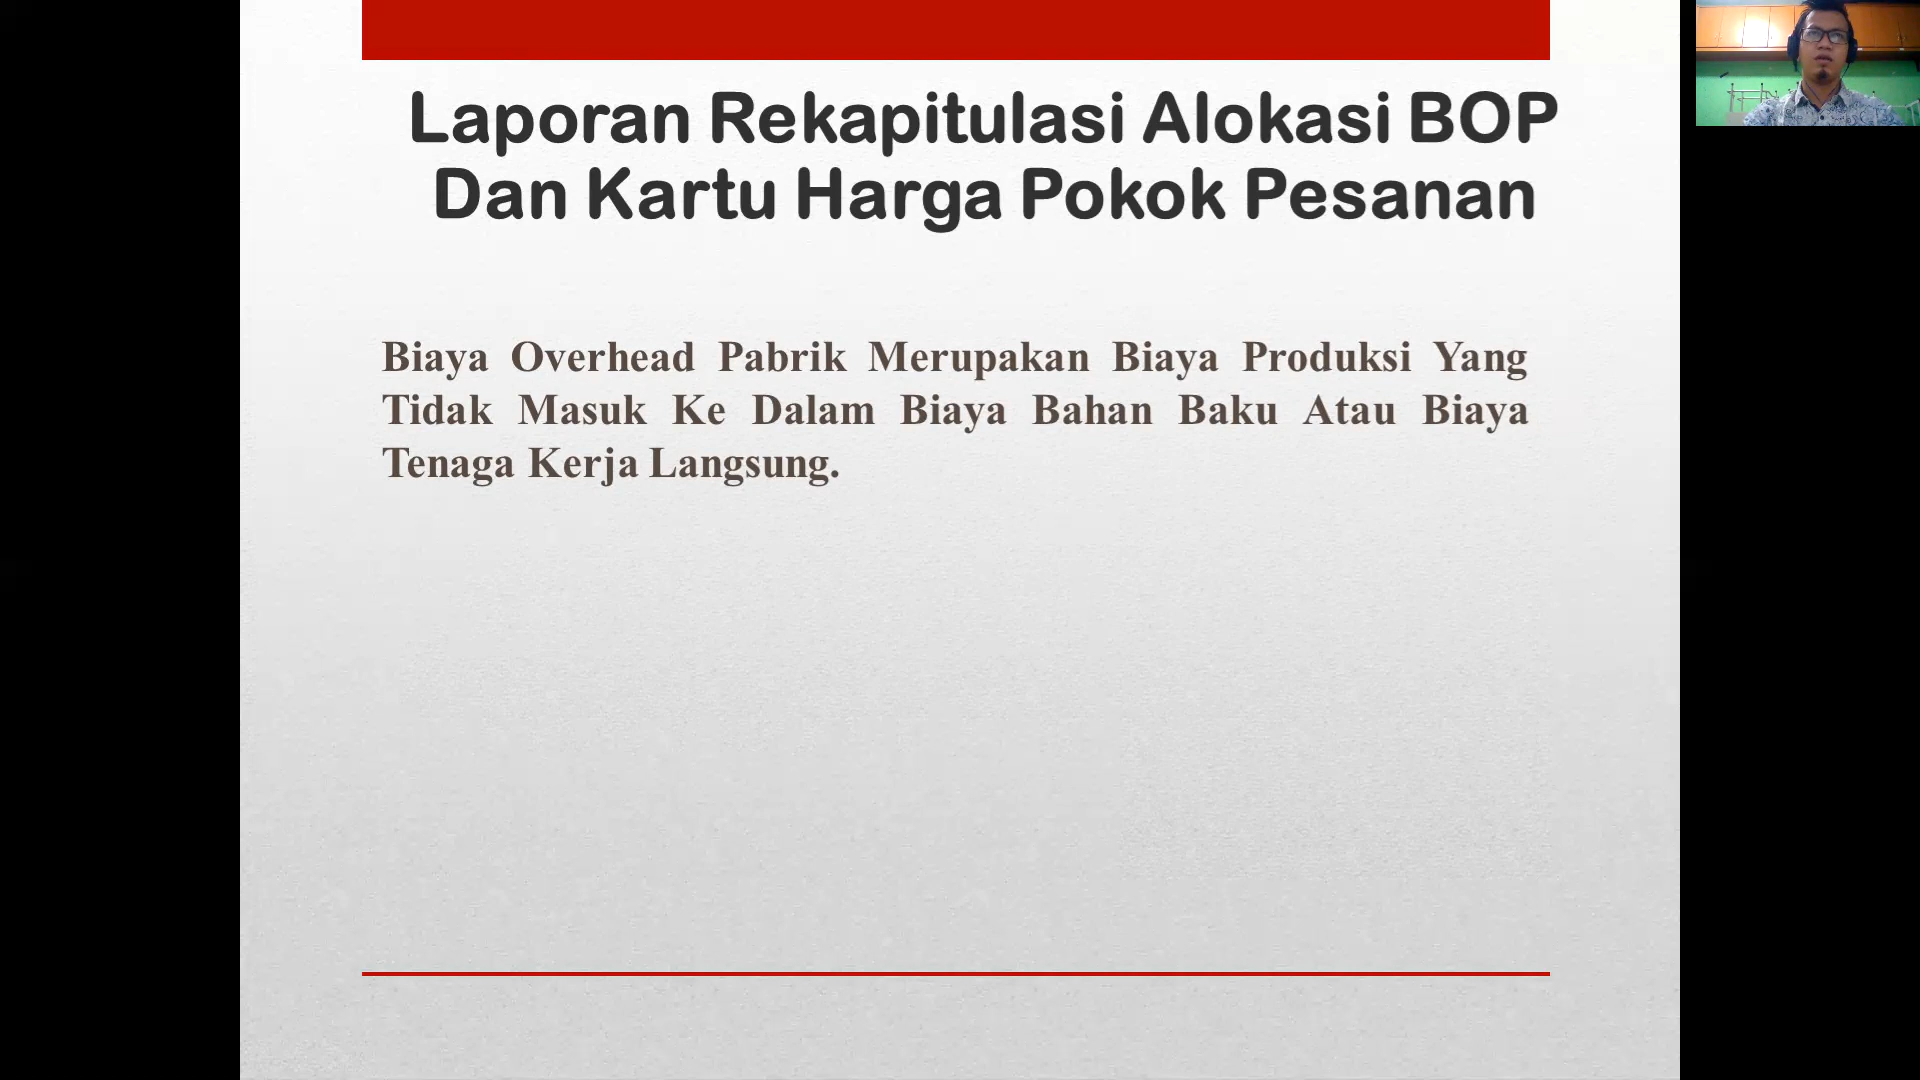 Laporan Rekapitulasi Alokasi BOP
Dan Kartu Harga Pokok Pesanan
Biaya Overhead Pabrik Merupakan Biaya Produksi Yang
Tidak Masuk Ke Dalam Biaya Bahan Baku Atau Biaya
Tenaga Kerja Langsung.